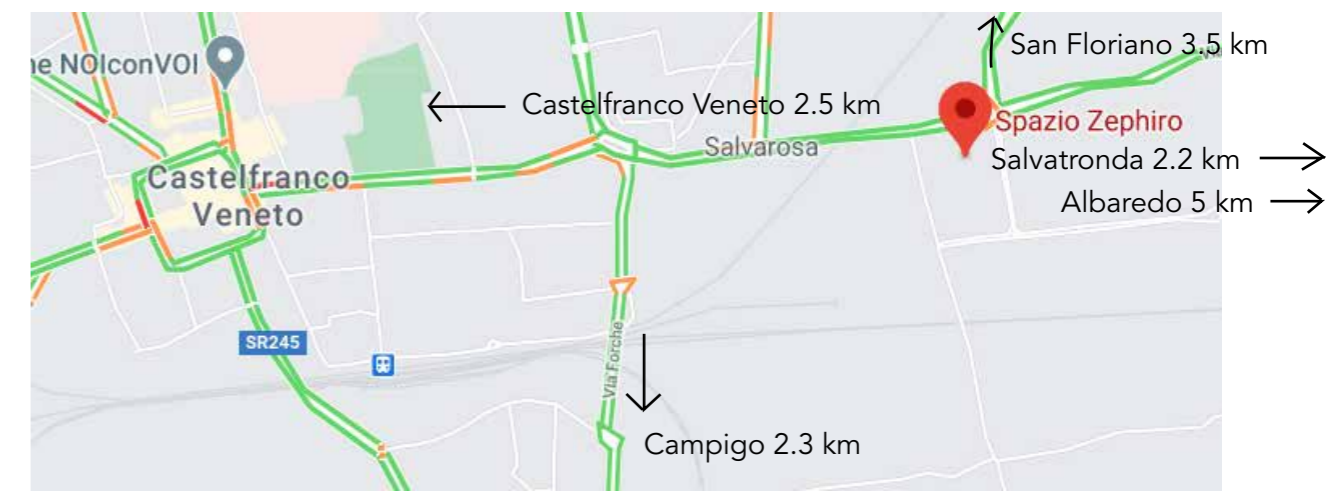 San Floriano 3.5 km
e NOIconVOI
Castelfranco Veneto 2.5 km
Spazio Zephiro
Salvarosa
Salvatronda 2.2 km
Castelfranco
Veneto
Albaredo 5 km
SR245
Via Forche
Campigo 2.3 km